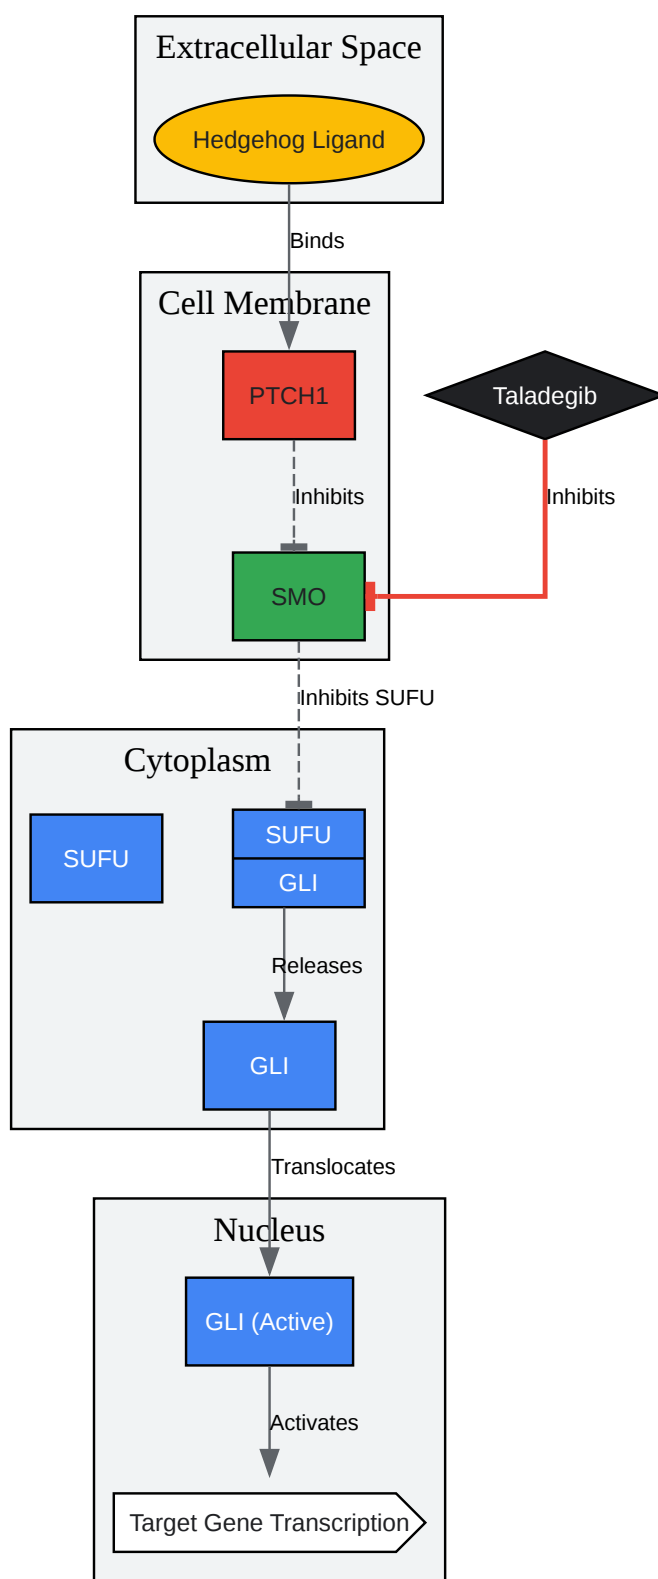 Extracellular Space
Hedgehog Ligand
Binds
Cell Membrane
PTCH1
Taladegib
Inhibits
Inhibits
SMO
Inhibits SUFU
Cytoplasm
SUFU
SUFU
GLI
Releases
GLI
Translocates
Nucleus
GLI (Active)
Activates
Target Gene Transcription